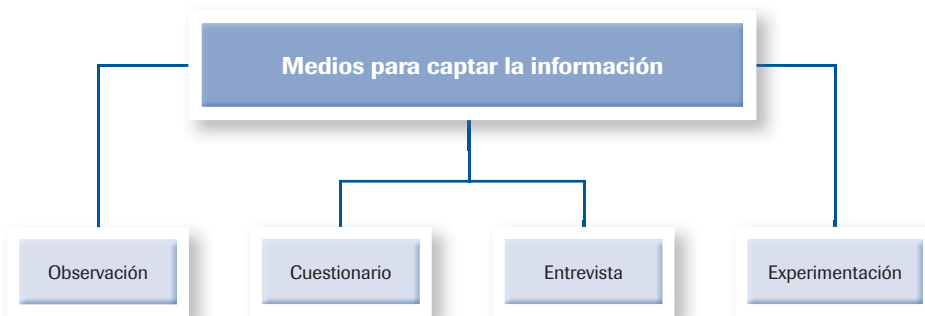 Medios para captar la información
Observación
Cuestionario
Entrevista
Experimentación